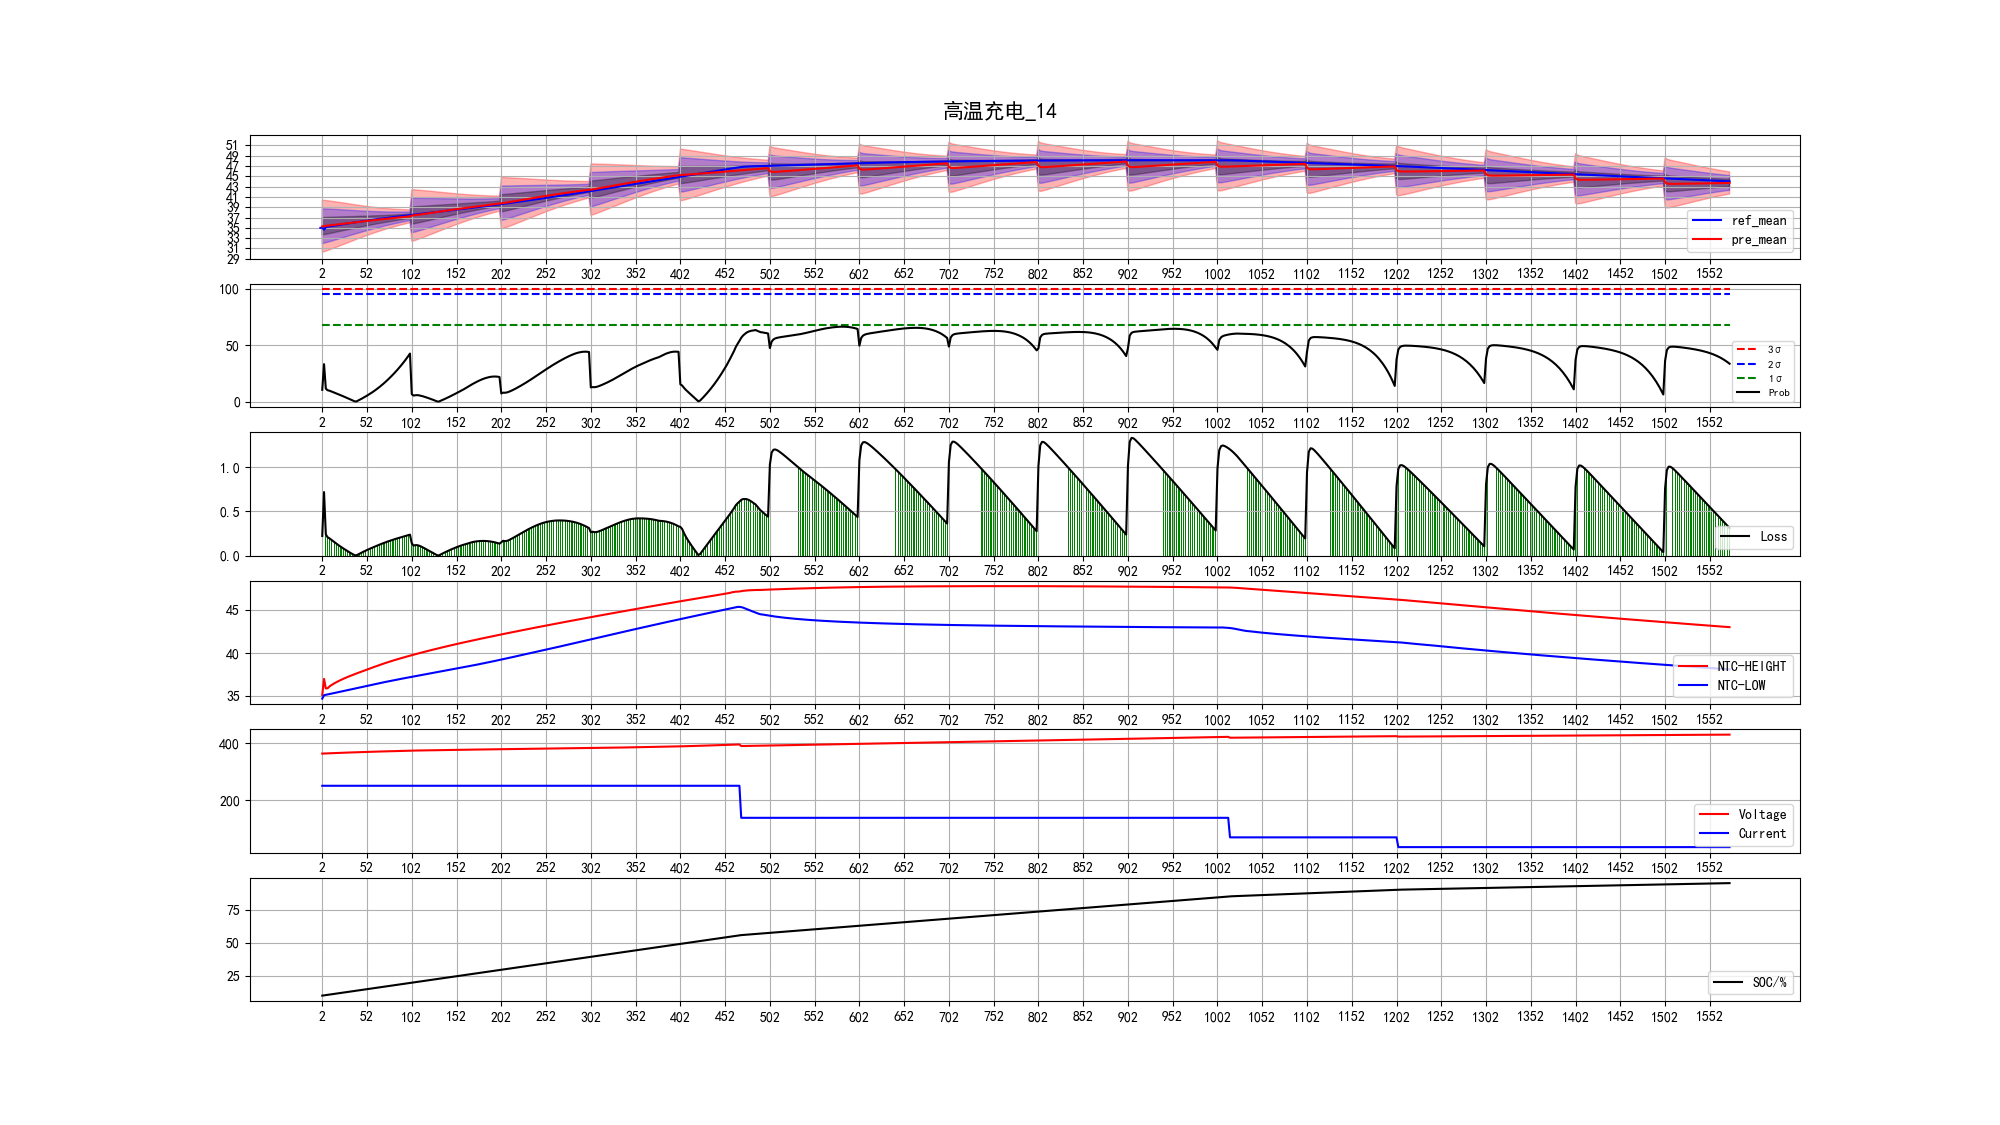 高温充电_14
51
49
47
45
43
41
39
37
35
33
31
29
ref_mean
pre_mean
2 52 102 152 202 252 302 352 402 452 502 552 602 652 702 752 802 852 902 952 1002 1052 1102 1152 1202 1252 1302 1352 1402 1452 1502 1552
100
50
0
3σ
2σ
1σ
Prob
2 52 102 152 202 252 302 352 402 452 502 552 602 652 702 752 802 852 902 952 1002 1052 1102 1152 1202 1252 1302 1352 1402 1452 1502 1552
1.0
0.5
0.0
Loss
2 52 102 152 202 252 302 352 402 452 502 552 602 652 702 752 802 852 902 952 1002 1052 1102 1152 1202 1252 1302 1352 1402 1452 1502 1552
45
40
35
NTC-HEIGHT
NTC-LOW
2 52 102 152 202 252 302 352 402 452 502 552 602 652 702 752 802 852 902 952 1002 1052 1102 1152 1202 1252 1302 1352 1402 1452 1502 1552
400
200
Voltage
Current
2 52 102 152 202 252 302 352 402 452 502 552 602 652 702 752 802 852 902 952 1002 1052 1102 1152 1202 1252 1302 1352 1402 1452 1502 1552
75
50
25
SOC/%
2 52 102 152 202 252 302 352 402 452 502 552 602 652 702 752 802 852 902 952 1002 1052 1102 1152 1202 1252 1302 1352 1402 1452 1502 1552